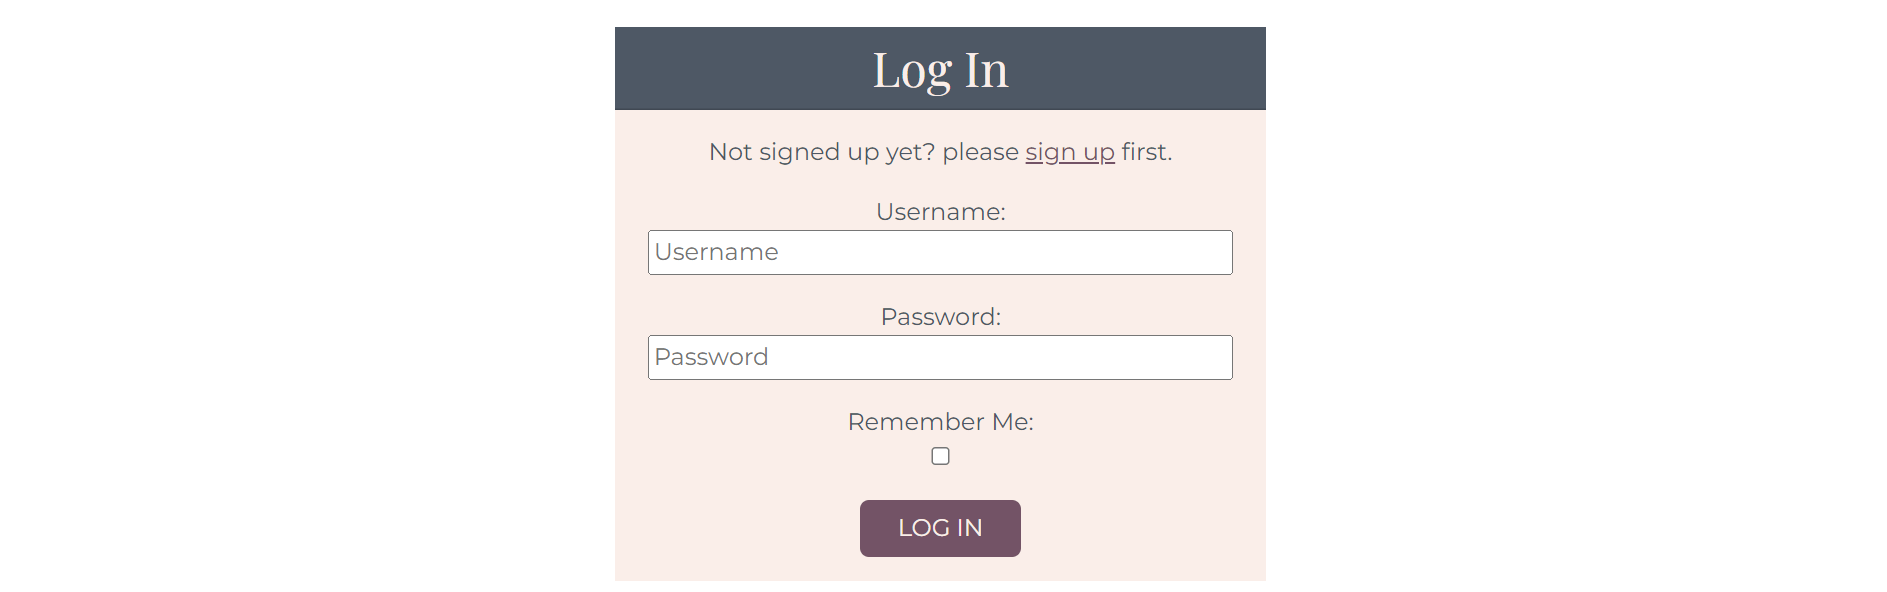 Log In
Not signed up yet? please sign up first.
Username:
Username
Password:
Password
Remember Me:
LOG IN